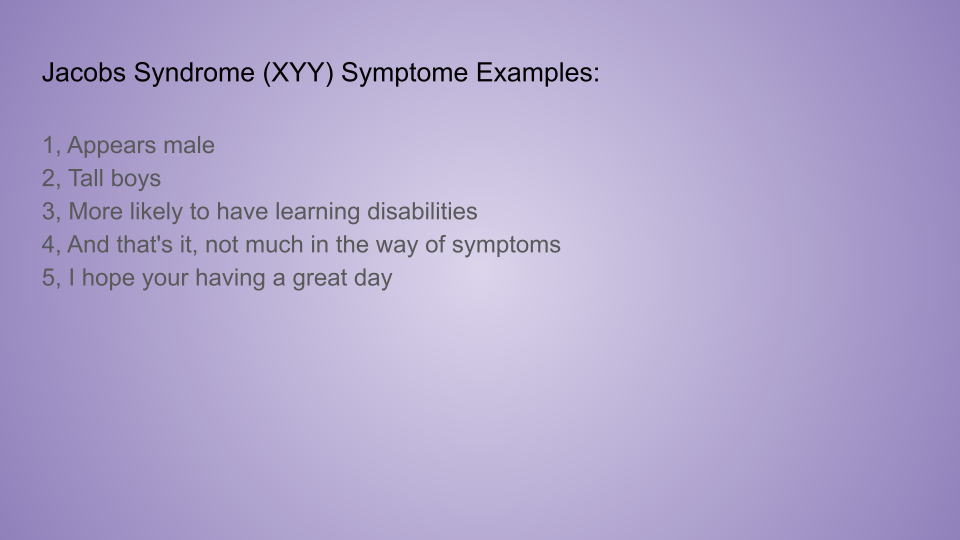 Jacobs Syndrome (XYY) Symptome Examples:
1, Appears male
2, Tall boys
3, More likely to have learning disabilities
4, And that's it, not much in the way of symptoms
5, I hope your having a great day